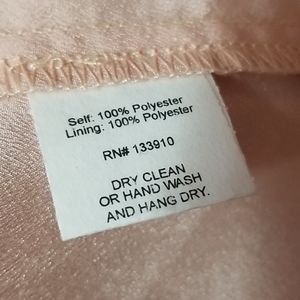 Self: 100% Polyester
Lining: 100% Polyester
RN# 133910
DRY CLEAN
OR HAND WASH
AND HANG DRY.